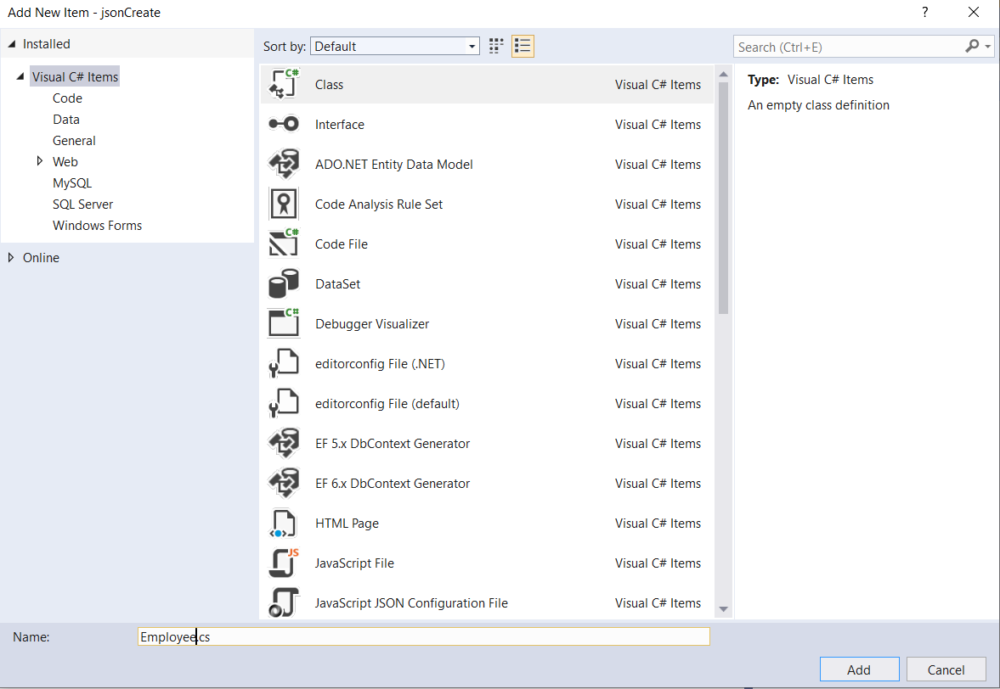 Add New Item - jsonCreate
?
Installed
Visual C# Items
Code
Data
General
Web
MySQL
SQL Server
Windows Forms
Online
Sort by: Default
Search (Ctrl+E)
C# Class Visual C# Items
Interface Visual C# Items
ADO.NET Entity Data Model Visual C# Items
Code Analysis Rule Set Visual C# Items
C# Code File Visual C# Items
DataSet Visual C# Items
C# Debugger Visualizer Visual C# Items
editorconfig File (.NET) Visual C# Items
editorconfig File (default) Visual C# Items
EF 5.x DbContext Generator Visual C# Items
EF 6.x DbContext Generator Visual C# Items
HTML Page Visual C# Items
JS JavaScript File Visual C# Items
JavaScript JSON Configuration File Visual C# Items
Type: Visual C# Items
An empty class definition
Name: Employee.cs
Add Cancel